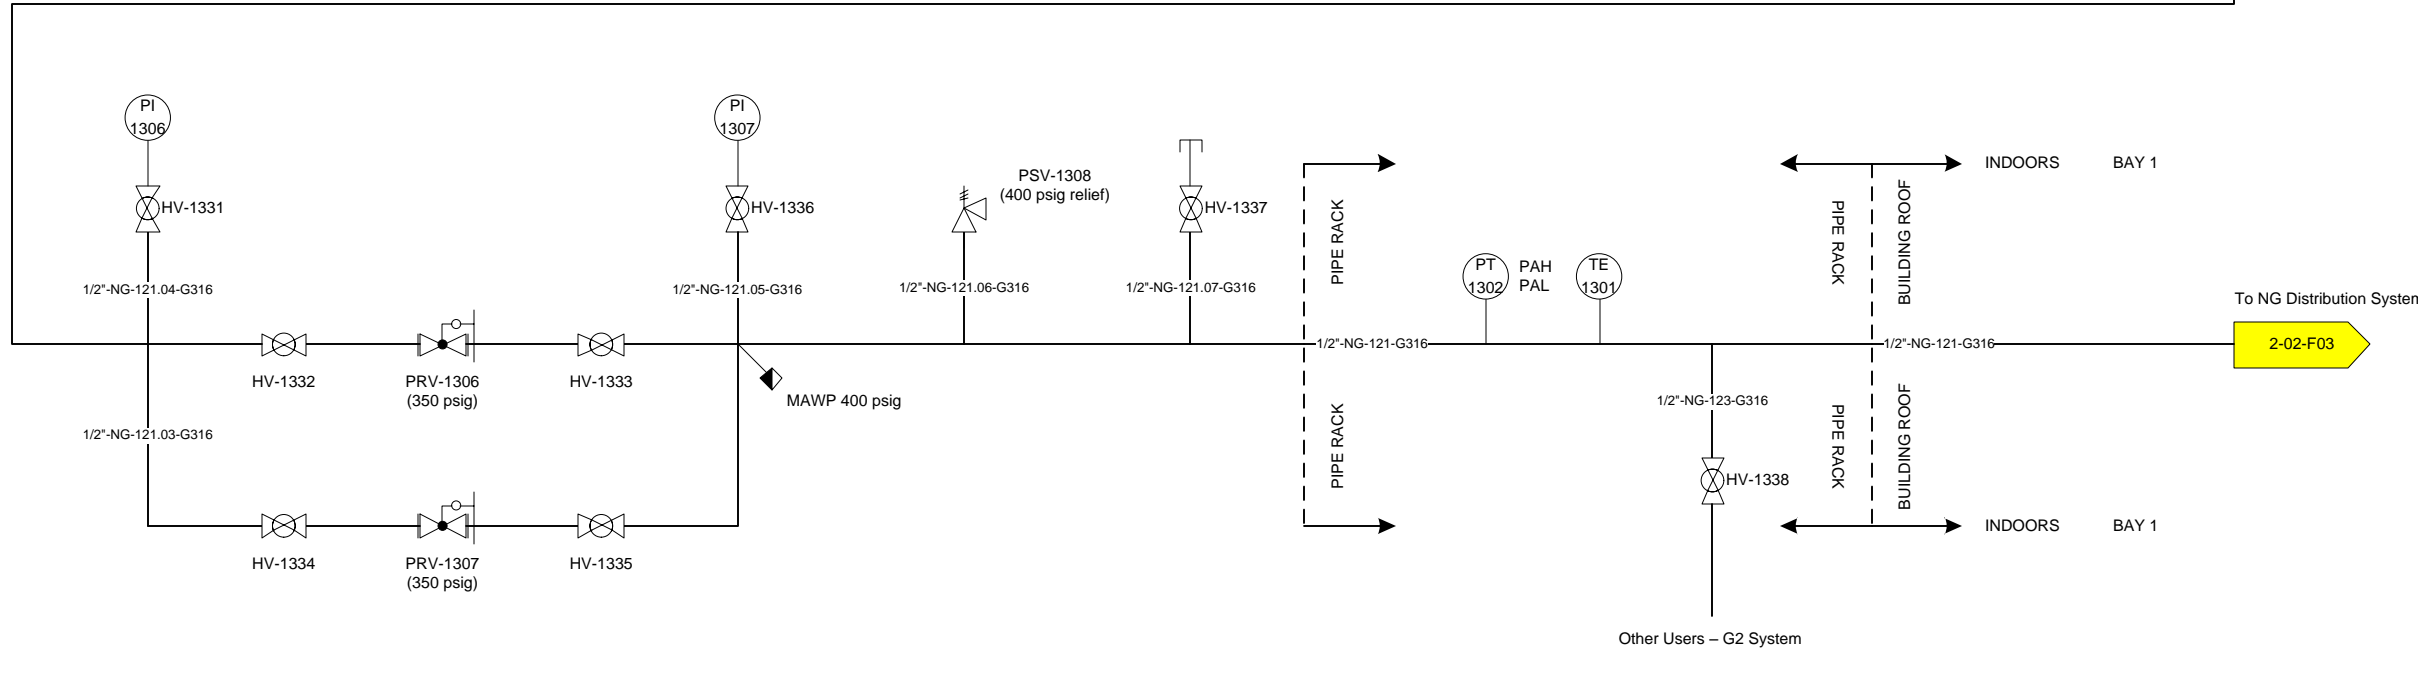 PI
1306
PI
1307
PSV-1308
(400 psig relief)
HV-1331
HV-1336
HV-1337
PIPE RACK
PIPE RACK
BUILDING ROOF
INDOORS BAY 1
PT
1302
PAH
PAL
TE
1301
1/2"-NG-121.04-G316
1/2"-NG-121.05-G316
1/2"-NG-121.06-G316
1/2"-NG-121.07-G316
To NG Distribution System
1/2"-NG-121-G316
1/2"-NG-121-G316
2-02-F03
HV-1332
PRV-1306
(350 psig)
HV-1333
MAWP 400 psig
1/2"-NG-123-G316
1/2"-NG-121.03-G316
PIPE RACK
PIPE RACK
BUILDING ROOF
HV-1338
INDOORS BAY 1
HV-1334
PRV-1307
(350 psig)
HV-1335
Other Users – G2 System